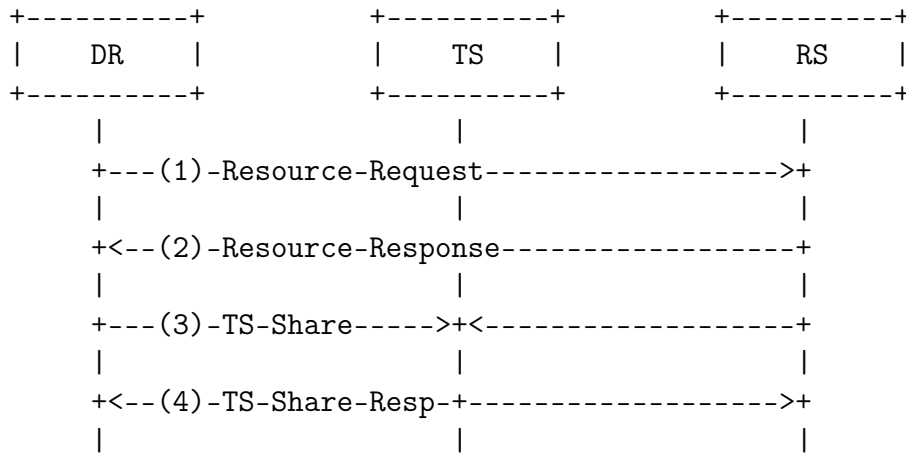 +----------+ +----------+ +----------+
| DR | | TS | | RS |
+----------+ +----------+ +----------+
| | |
+---(1)-Resource-Request------------------>+
| | |
+<--(2)-Resource-Response------------------+
| | |
+---(3)-TS-Share----->+<-------------------+
| | |
+<--(4)-TS-Share-Resp-+------------------->+
| | |